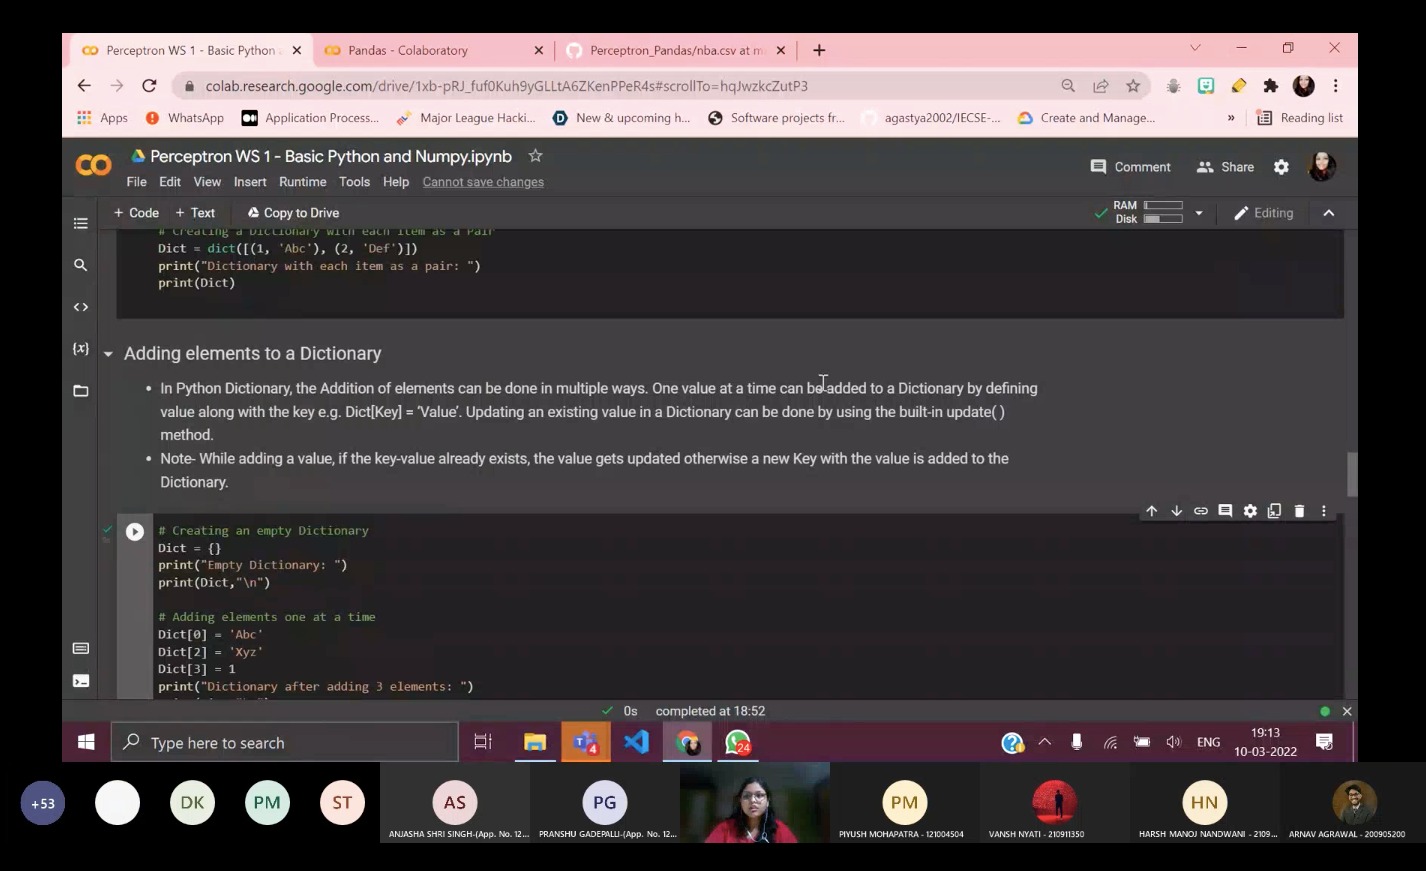 Perceptron WS 1 - Basic Python
Pandas - Colaboratory
Perceptron_Pandas/nba.csv at m
colab.research.google.com/drive/1xb-pRJ_fuf0Kuh9yGLLtA6ZKenPPeR4s#scrollTo=hqJwzkcZutP3
Apps WhatsApp Application Process... Major League Hacki... New & upcoming h... Software projects fr... agastya2002/IECSE-... Create and Manage... » Reading list
Perceptron WS 1 - Basic Python and Numpy.ipynb
Comment Share
File Edit View Insert Runtime Tools Help Cannot save changes
+ Code + Text Copy to Drive
RAM
Disk
Editing
# Creating a Dictionary with each item as a Pair
Dict = dict([(1, 'Abc'), (2, 'Def')])
print("Dictionary with each item as a pair: ")
print(Dict)
Adding elements to a Dictionary
• In Python Dictionary, the Addition of elements can be done in multiple ways. One value at a time can be added to a Dictionary by defining
value along with the key e.g. Dict[Key] = ‘Value’. Updating an existing value in a Dictionary can be done by using the built-in update( )
method.
• Note- While adding a value, if the key-value already exists, the value gets updated otherwise a new Key with the value is added to the
Dictionary.
# Creating an empty Dictionary
Dict = {}
print("Empty Dictionary: ")
print(Dict,"\n")
# Adding elements one at a time
Dict[0] = 'Abc'
Dict[2] = 'Xyz'
Dict[3] = 1
print("Dictionary after adding 3 elements: ")
0s completed at 18:52
Type here to search
4
24
ENG
19:13
10-03-2022
+53
DK
PM
ST
AS
PG
PM
HN
ANJASHA SHRI SINGH-(App. No. 12...
PRANSHU GADEPALLI-(App. No. 12...
PIYUSH MOHAPATRA - 121004504
VANSH NYATI - 210911350
HARSH MANOJ NANDWANI - 2109...
ARNAV AGRAWAL - 200905200